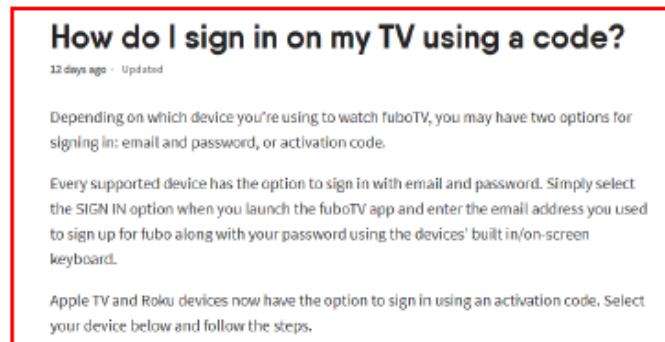 How do I sign in on my TV using a code?
12 days ago · Updated
Depending on which device you're using to watch fuboTV, you may have two options for
signing in: email and password, or activation code.
Every supported device has the option to sign in with email and password. Simply select
the SIGN IN option when you launch the fuboTV app and enter the email address you used
to sign up for fubo along with your password using the devices' built in/on-screen
keyboard.
Apple TV and Roku devices now have the option to sign in using an activation code. Select
your device below and follow the steps.